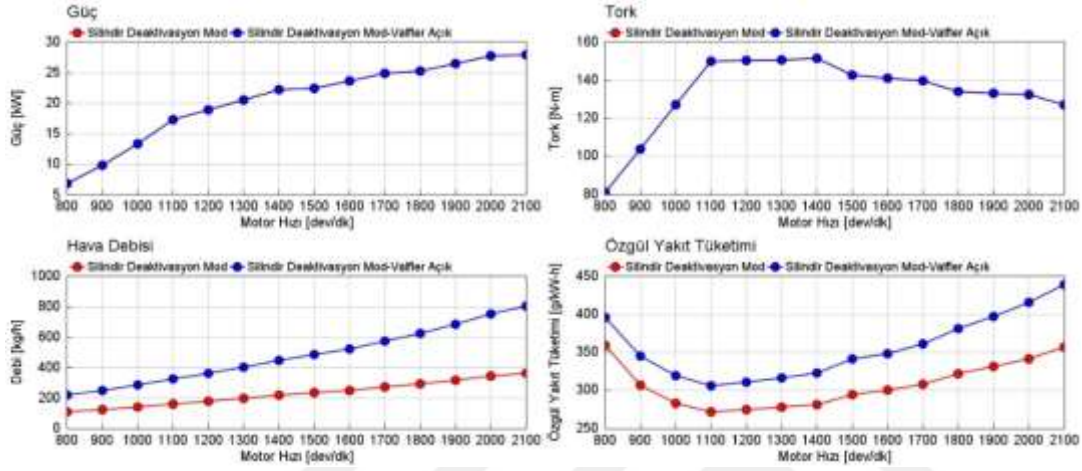 Güç
Silindir Deaktivasyon Mod Silindir Deaktivasyon Mod-Valfler Açık
30
25
20
15
10
5
Güç [kW]
800 900 1000 1100 1200 1300 1400 1500 1600 1700 1800 1900 2000 2100
Motor Hızı [dev/dk]
Tork
Silindir Deaktivasyon Mod Silindir Deaktivasyon Mod-Valfler Açık
160
140
120
100
80
Tork [N-m]
800 900 1000 1100 1200 1300 1400 1500 1600 1700 1800 1900 2000 2100
Motor Hızı [dev/dk]
Hava Debisi
Silindir Deaktivasyon Mod Silindir Deaktivasyon Mod-Valfler Açık
1000
800
600
400
200
0
Debi [kg/h]
800 900 1000 1100 1200 1300 1400 1500 1600 1700 1800 1900 2000 2100
Motor Hızı [dev/dk]
Özgül Yakıt Tüketimi
Silindir Deaktivasyon Mod Silindir Deaktivasyon Mod-Valfler Açık
450
400
350
300
250
Özgül Yakıt Tüketimi [g/kW-h]
800 900 1000 1100 1200 1300 1400 1500 1600 1700 1800 1900 2000 2100
Motor Hızı [dev/dk]